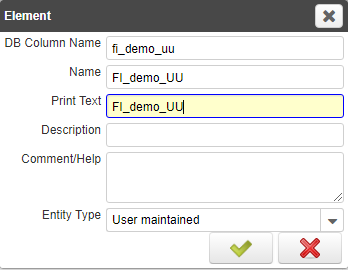 Element
DB Column Name fi_demo_uu
Name FI_demo_UU
Print Text FI_demo_UU
Description
Comment/Help
Entity Type User maintained